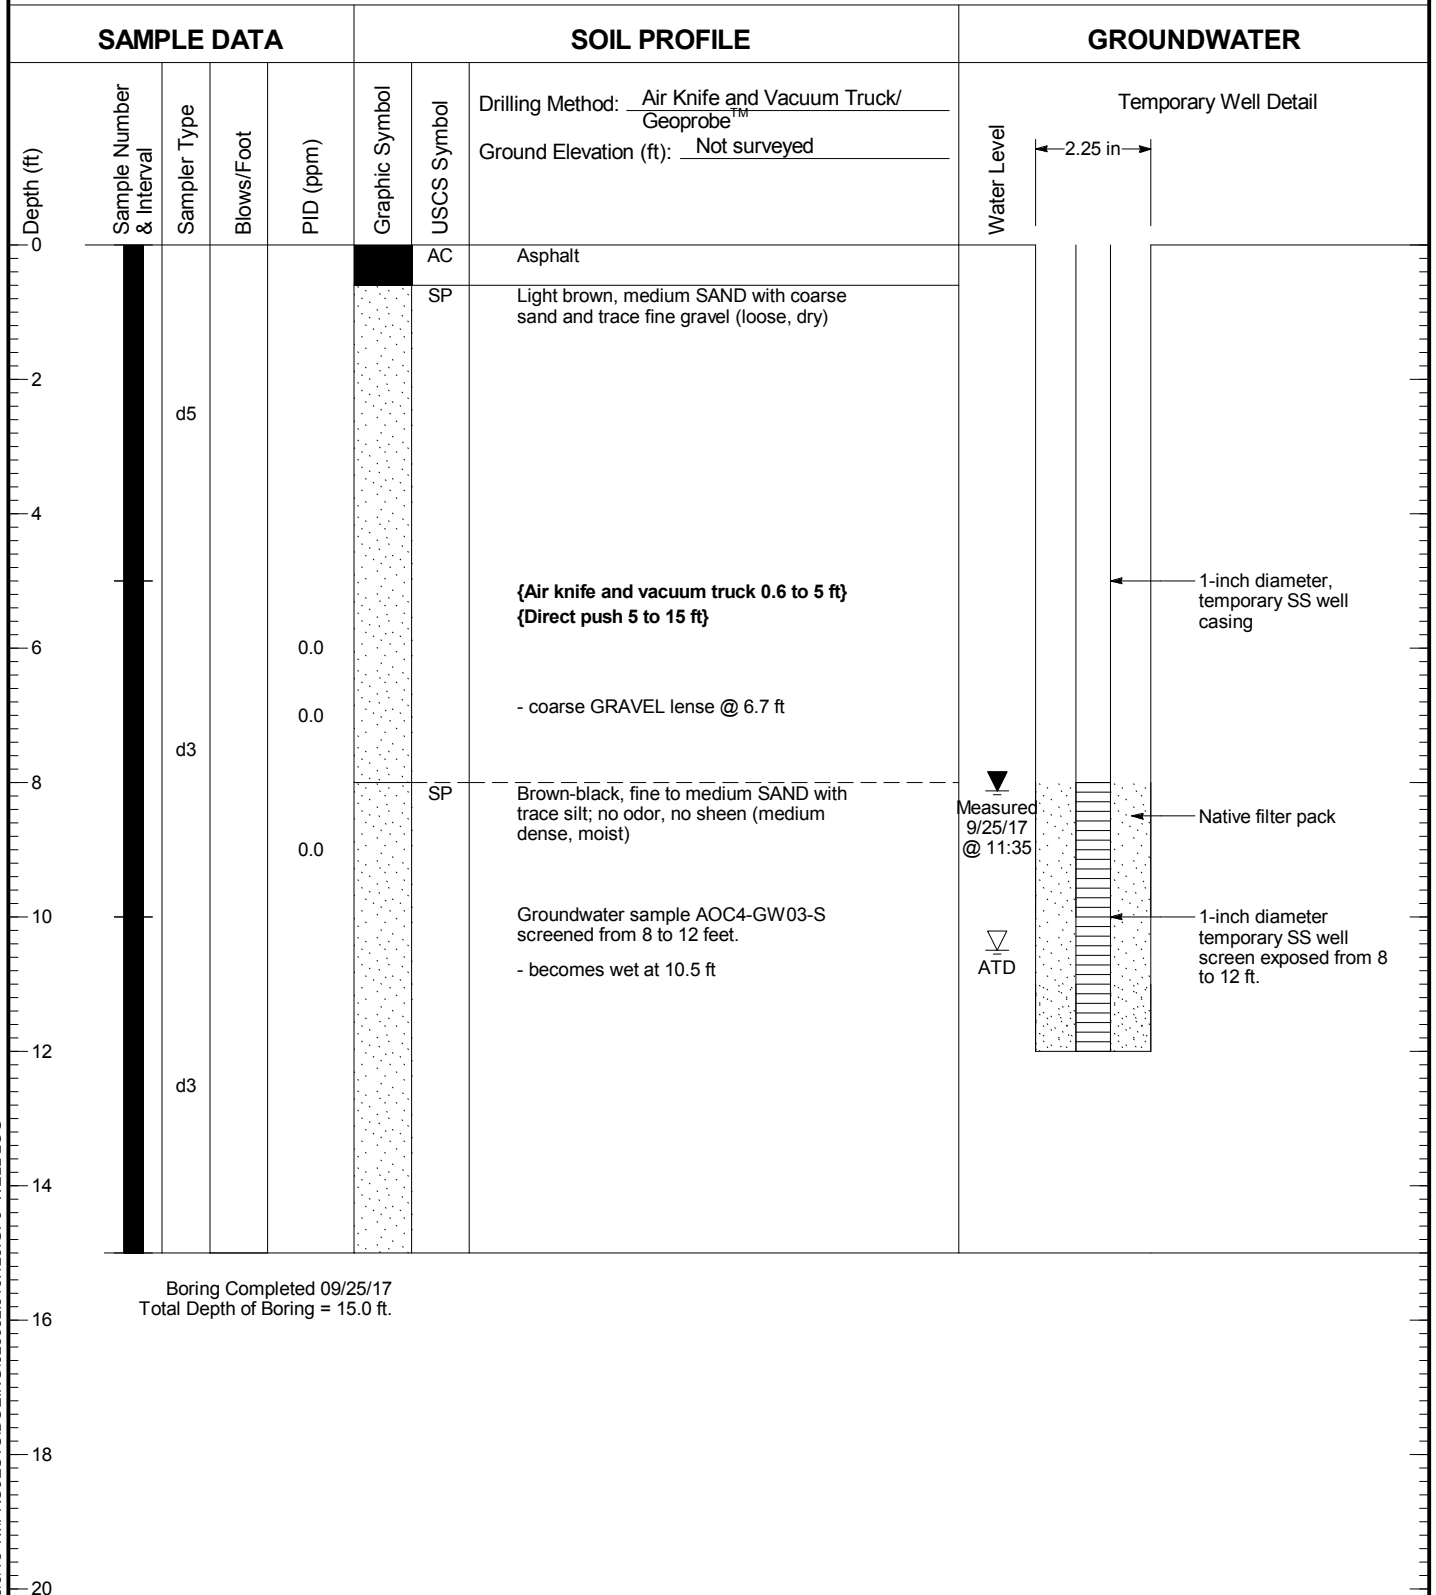 SAMPLE DATA
SOIL PROFILE
GROUNDWATER
Depth (ft)
Sample Number
& Interval
Sampler Type
Blows/Foot
PID (ppm)
Graphic Symbol
USCS Symbol
Drilling Method: Air Knife and Vacuum Truck/
Geoprobe™
Ground Elevation (ft): Not surveyed
Water Level
Temporary Well Detail
2.25 in
0
AC
Asphalt
SP
Light brown, medium SAND with coarse
sand and trace fine gravel (loose, dry)
2
d5
4
{Air knife and vacuum truck 0.6 to 5 ft}
{Direct push 5 to 15 ft}
1-inch diameter,
temporary SS well
casing
6
0.0
0.0
- coarse GRAVEL lense @ 6.7 ft
d3
8
SP
Brown-black, fine to medium SAND with
trace silt; no odor, no sheen (medium
dense, moist)
Measured
9/25/17
@ 11:35
Native filter pack
0.0
10
Groundwater sample AOC4-GW03-S
screened from 8 to 12 feet.
- becomes wet at 10.5 ft
ATD
1-inch diameter
temporary SS well
screen exposed from 8
to 12 ft.
12
d3
14
Boring Completed 09/25/17
Total Depth of Boring = 15.0 ft.
16
18
20